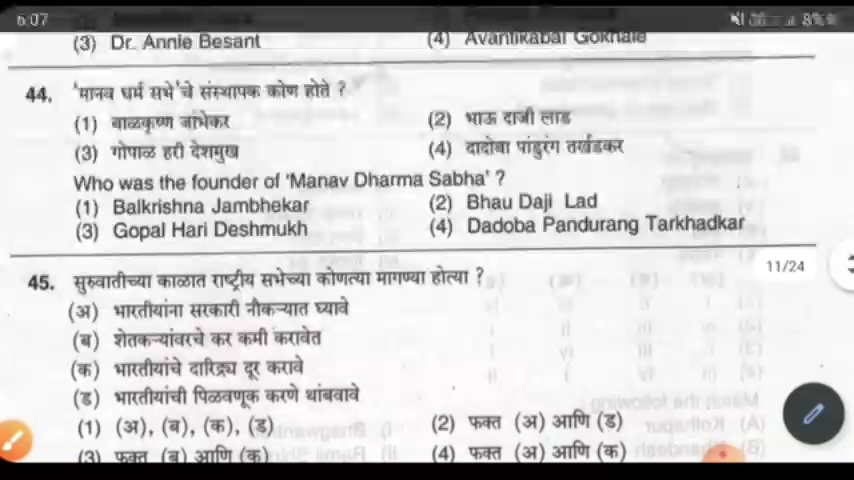 6:07
8%
(3) Dr. Annie Besant (4) Avantikabai Gokhale
44. 'मानव धर्म सभे'चे संस्थापक कोण होते ?
(1) बाळकृष्ण जांभेकर (2) भाऊ दाजी लाड
(3) गोपाळ हरी देशमुख (4) दादोबा पांडुरंग तर्खडकर
Who was the founder of 'Manav Dharma Sabha' ?
(1) Balkrishna Jambhekar (2) Bhau Daji Lad
(3) Gopal Hari Deshmukh (4) Dadoba Pandurang Tarkhadkar
11/24
45. सुरुवातीच्या काळात राष्ट्रीय सभेच्या कोणत्या मागण्या होत्या ?
(अ) भारतीयांना सरकारी नौकऱ्यात घ्यावे
(ब) शेतकऱ्यांवरचे कर कमी करावेत
(क) भारतीयांचे दारिद्र्य दूर करावे
(ड) भारतीयांची पिळवणूक करणे थांबवावे
(1) (अ), (ब), (क), (ड) (2) फक्त (अ) आणि (ड)
(3) फक्त (ब) आणि (क) (4) फक्त (अ) आणि (क)